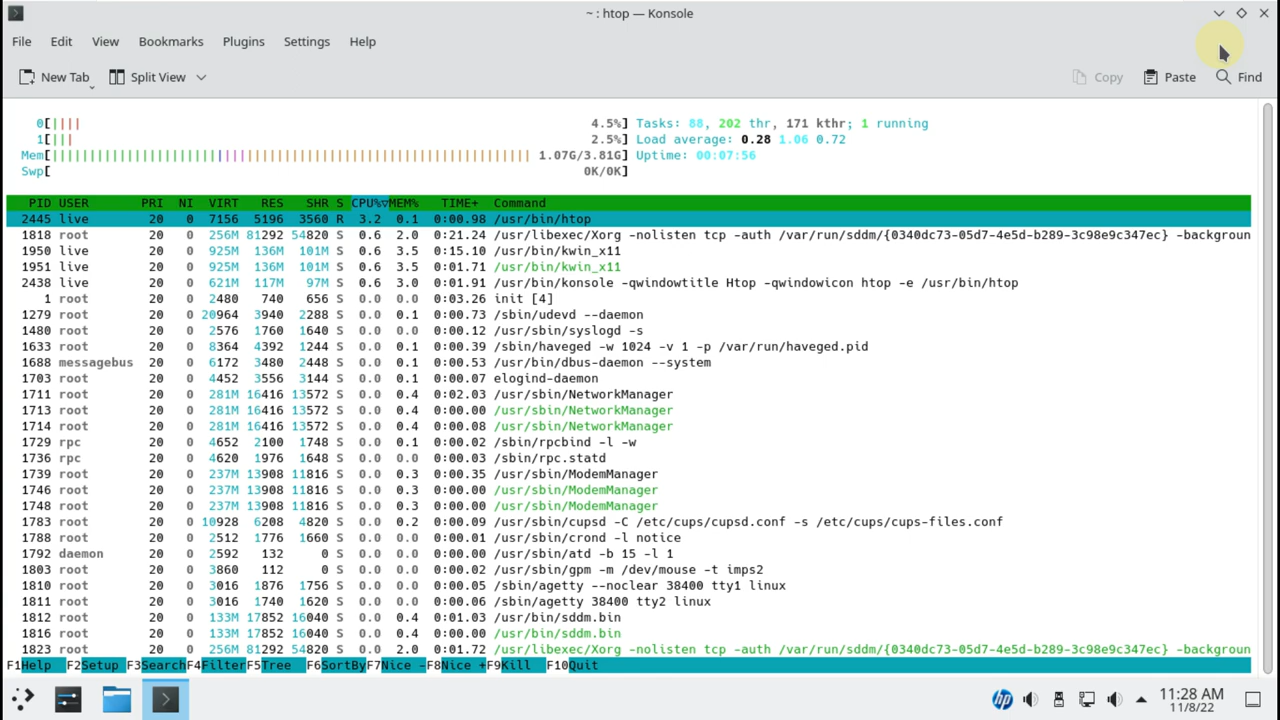 ~ : htop — Konsole
File Edit View Bookmarks Plugins Settings Help
New Tab Split View Copy Paste Find
0[|||| 4.5%] Tasks: 88, 202 thr, 171 kthr; 1 running
1[||| 2.5%] Load average: 0.28 1.06 0.72
Mem[||||||||||||||||||||||||||||||||||||||||||||||||||||||||||||||||| 1.07G/3.81G] Uptime: 00:07:56
Swp[ 0K/0K]
PID USER PRI NI VIRT RES SHR S CPU%▽MEM% TIME+ Command
2445 live 20 0 7156 5196 3560 R 3.2 0.1 0:00.98 /usr/bin/htop
1818 root 20 0 256M 81292 54820 S 0.6 2.0 0:21.24 /usr/libexec/Xorg -nolisten tcp -auth /var/run/sddm/{0340dc73-05d7-4e5d-b289-3c98e9c347ec} -backgroun
1950 live 20 0 925M 136M 101M S 0.6 3.5 0:15.10 /usr/bin/kwin_x11
1951 live 20 0 925M 136M 101M S 0.6 3.5 0:01.71 /usr/bin/kwin_x11
2438 live 20 0 621M 117M 97M S 0.6 3.0 0:01.91 /usr/bin/konsole -qwindowtitle Htop -qwindowicon htop -e /usr/bin/htop
1 root 20 0 2480 740 656 S 0.0 0.0 0:03.26 init [4]
1279 root 20 0 20964 3940 2288 S 0.0 0.1 0:00.73 /sbin/udevd --daemon
1480 root 20 0 2576 1760 1640 S 0.0 0.0 0:00.12 /usr/sbin/syslogd -s
1633 root 20 0 8364 4392 1244 S 0.0 0.1 0:00.39 /usr/sbin/haveged -w 1024 -v 1 -p /var/run/haveged.pid
1688 messagebus 20 0 6172 3480 2448 S 0.0 0.1 0:00.53 /usr/bin/dbus-daemon --system
1703 root 20 0 4452 3556 3144 S 0.0 0.1 0:00.07 elogind-daemon
1711 root 20 0 281M 16416 13572 S 0.0 0.4 0:02.03 /usr/sbin/NetworkManager
1713 root 20 0 281M 16416 13572 S 0.0 0.4 0:00.00 /usr/sbin/NetworkManager
1714 root 20 0 281M 16416 13572 S 0.0 0.4 0:00.08 /usr/sbin/NetworkManager
1729 rpc 20 0 4652 2100 1748 S 0.0 0.1 0:00.02 /sbin/rpcbind -l -w
1736 rpc 20 0 4620 1976 1648 S 0.0 0.0 0:00.03 /sbin/rpc.statd
1739 root 20 0 237M 13908 11816 S 0.0 0.3 0:00.35 /usr/sbin/ModemManager
1746 root 20 0 237M 13908 11816 S 0.0 0.3 0:00.00 /usr/sbin/ModemManager
1748 root 20 0 237M 13908 11816 S 0.0 0.3 0:00.00 /usr/sbin/ModemManager
1783 root 20 0 10928 6208 4820 S 0.0 0.2 0:00.09 /usr/sbin/cupsd -C /etc/cups/cupsd.conf -s /etc/cups/cups-files.conf
1788 root 20 0 2512 1776 1660 S 0.0 0.0 0:00.01 /usr/sbin/crond -l notice
1792 daemon 20 0 2592 132 0 S 0.0 0.0 0:00.00 /usr/sbin/atd -b 15 -l 1
1803 root 20 0 3860 112 0 S 0.0 0.0 0:00.02 /usr/sbin/gpm -m /dev/mouse -t imps2
1810 root 20 0 3016 1876 1756 S 0.0 0.0 0:00.05 /sbin/agetty --noclear 38400 tty1 linux
1811 root 20 0 3016 1740 1620 S 0.0 0.0 0:00.06 /sbin/agetty 38400 tty2 linux
1812 root 20 0 133M 17852 16040 S 0.0 0.4 0:01.03 /usr/bin/sddm.bin
1816 root 20 0 133M 17852 16040 S 0.0 0.4 0:00.00 /usr/bin/sddm.bin
1823 root 20 0 256M 81292 54820 S 0.0 2.0 0:01.72 /usr/libexec/Xorg -nolisten tcp -auth /var/run/sddm/{0340dc73-05d7-4e5d-b289-3c98e9c347ec} -backgroun
F1Help F2Setup F3SearchF4FilterF5Tree F6SortByF7Nice -F8Nice +F9Kill F10Quit
hp 11:28 AM
11/8/22